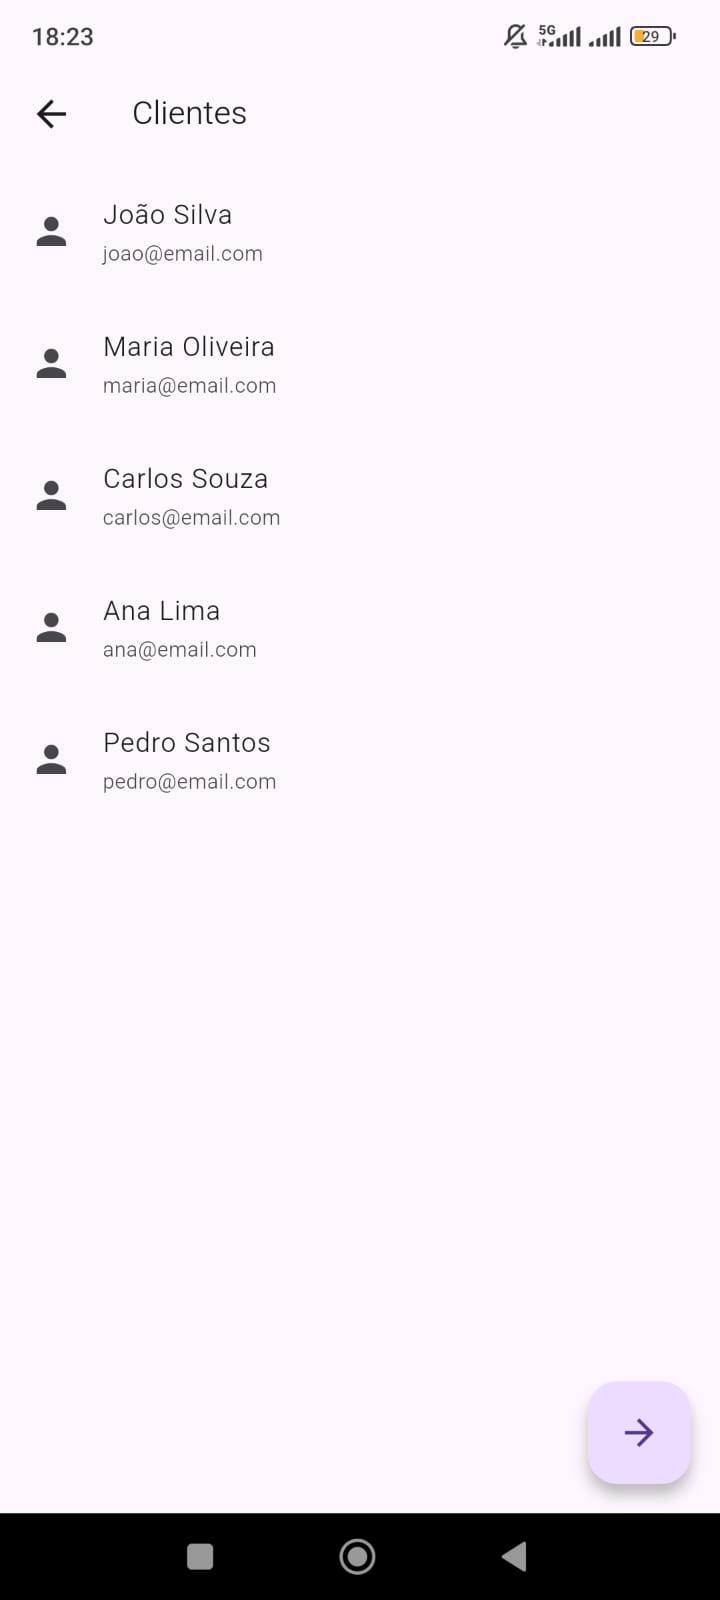 18:23
5G
29
Clientes
João Silva
joao@email.com
Maria Oliveira
maria@email.com
Carlos Souza
carlos@email.com
Ana Lima
ana@email.com
Pedro Santos
pedro@email.com